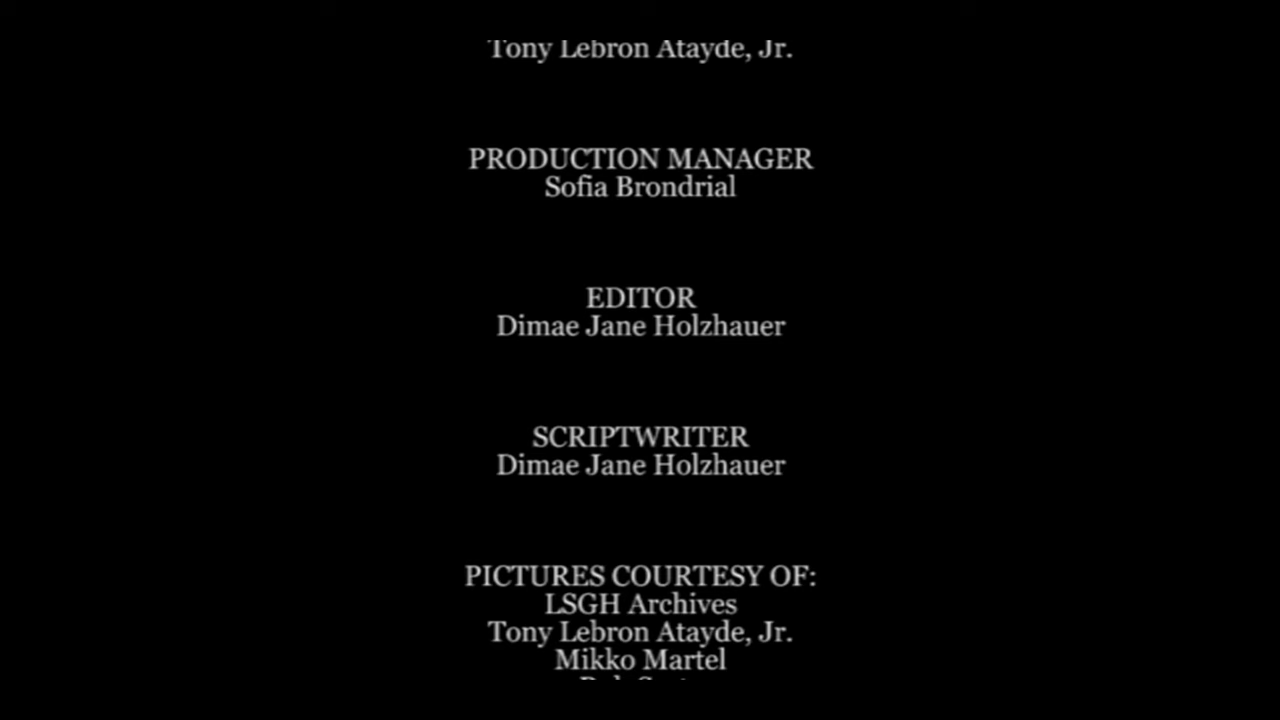 Tony Lebron Atayde, Jr.
PRODUCTION MANAGER
Sofia Brondrial
EDITOR
Dimae Jane Holzhauer
SCRIPTWRITER
Dimae Jane Holzhauer
PICTURES COURTESY OF:
LSGH Archives
Tony Lebron Atayde, Jr.
Mikko Martel